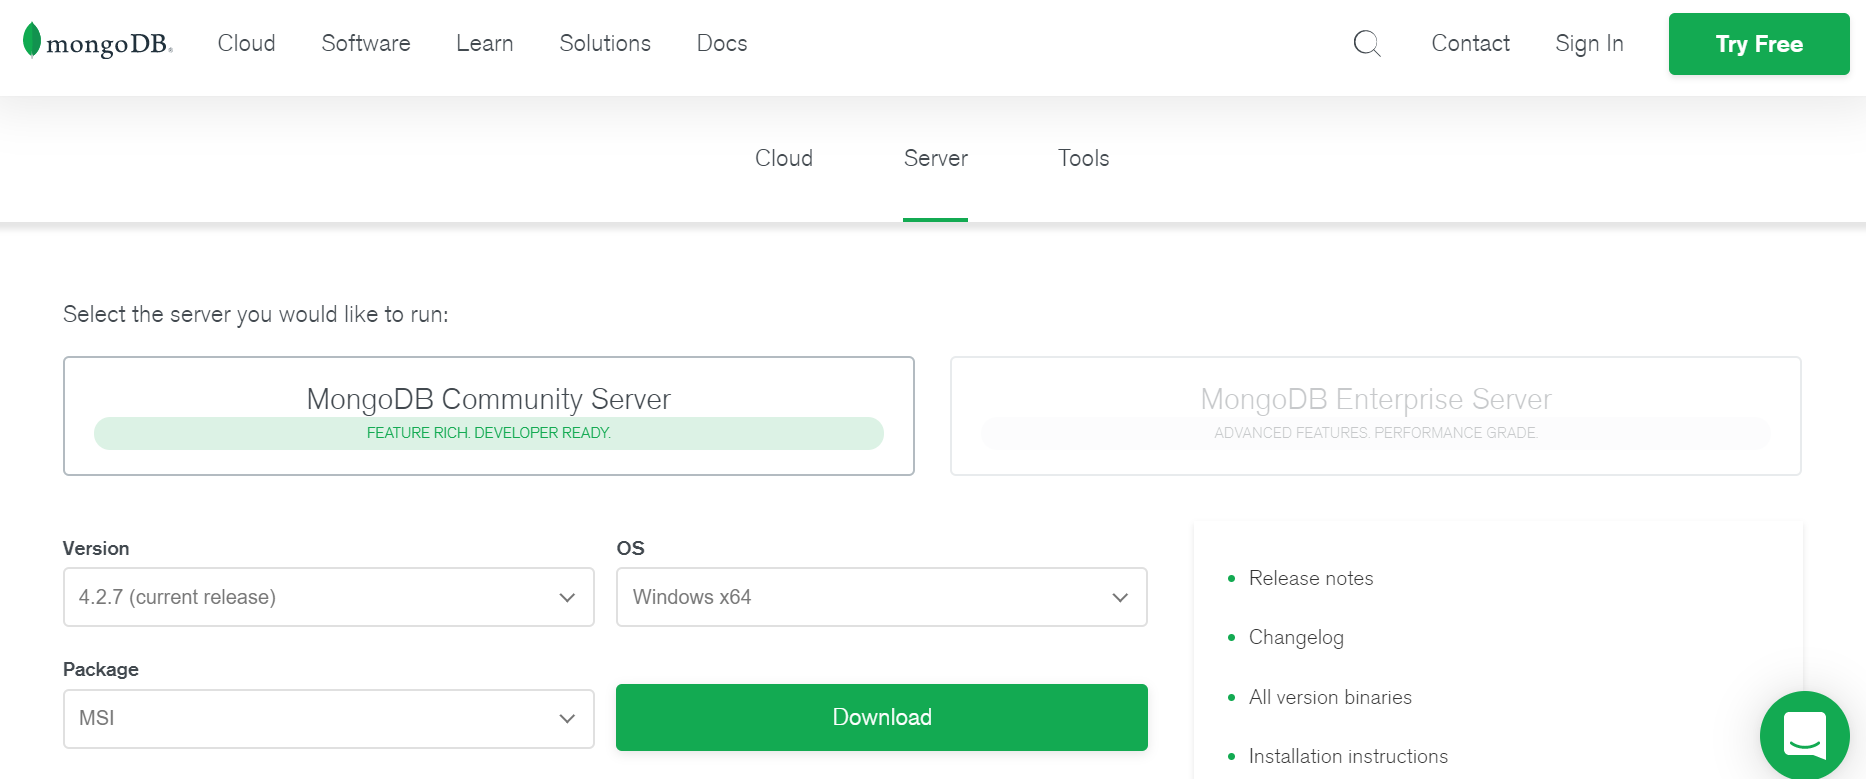 mongoDB®
Cloud Software Learn Solutions Docs Contact Sign In Try Free
Cloud Server Tools
Select the server you would like to run:
MongoDB Community Server
FEATURE RICH. DEVELOPER READY.
MongoDB Enterprise Server
ADVANCED FEATURES. PERFORMANCE GRADE.
Version
4.2.7 (current release)
OS
Windows x64
Package
MSI
Download
Release notes
Changelog
All version binaries
Installation instructions